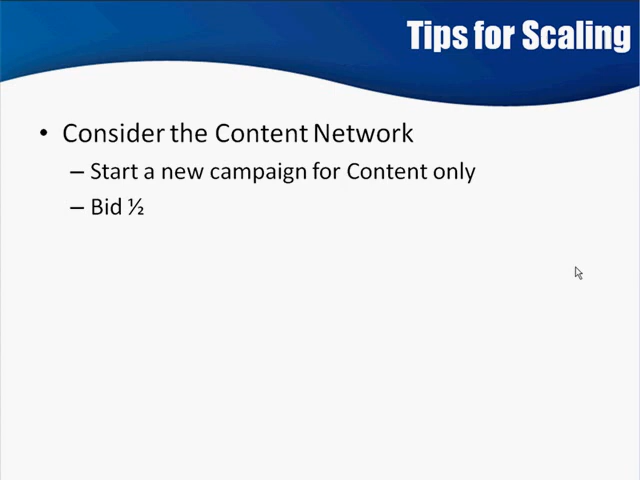 Tips for Scaling
• Consider the Content Network
– Start a new campaign for Content only
– Bid ½